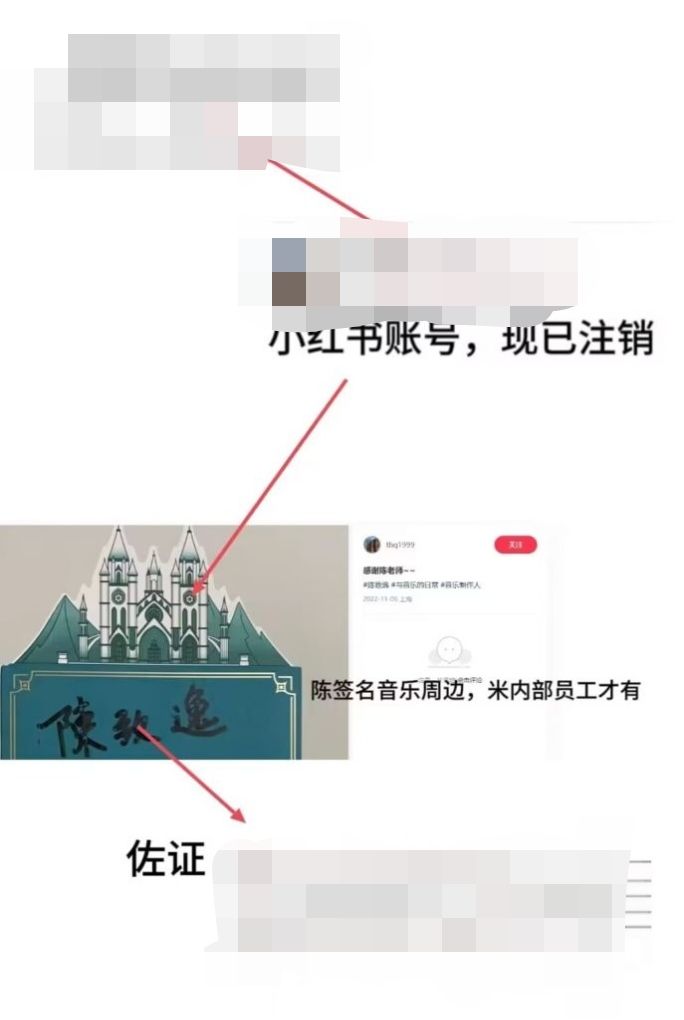 小红书账号，现已注销
thq1999
关注
感谢陈老师~~
#陈致逸 #与音乐的日常 #音乐制作人
2022-11-05 上海
陈签名音乐周边，米内部员工才有
陳致逸
佐证